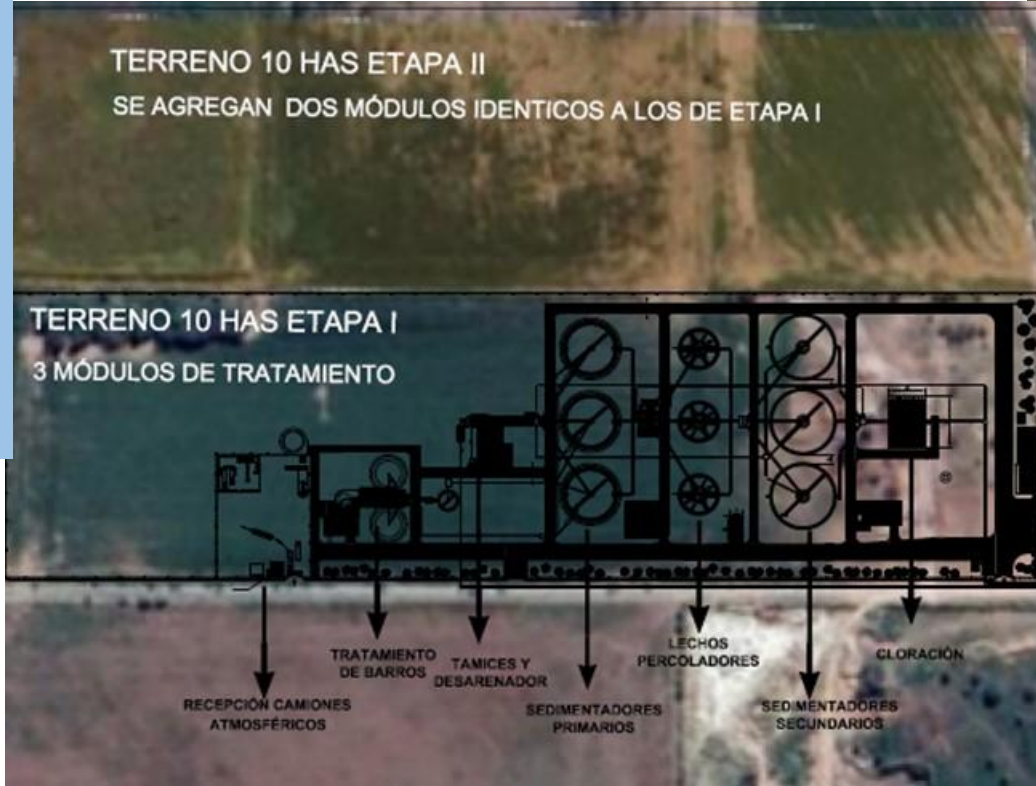 TERRENO 10 HAS ETAPA II
SE AGREGAN DOS MÓDULOS IDENTICOS A LOS DE ETAPA I
TERRENO 10 HAS ETAPA I
3 MÓDULOS DE TRATAMIENTO
RECEPCIÓN CAMIONES
ATMOSFÉRICOS
TRATAMIENTO
DE BARROS
TAMICES Y
DESARENADOR
SEDIMENTADORES
PRIMARIOS
LECHOS
PERCOLADORES
SEDIMENTADORES
SECUNDARIOS
CLORACIÓN